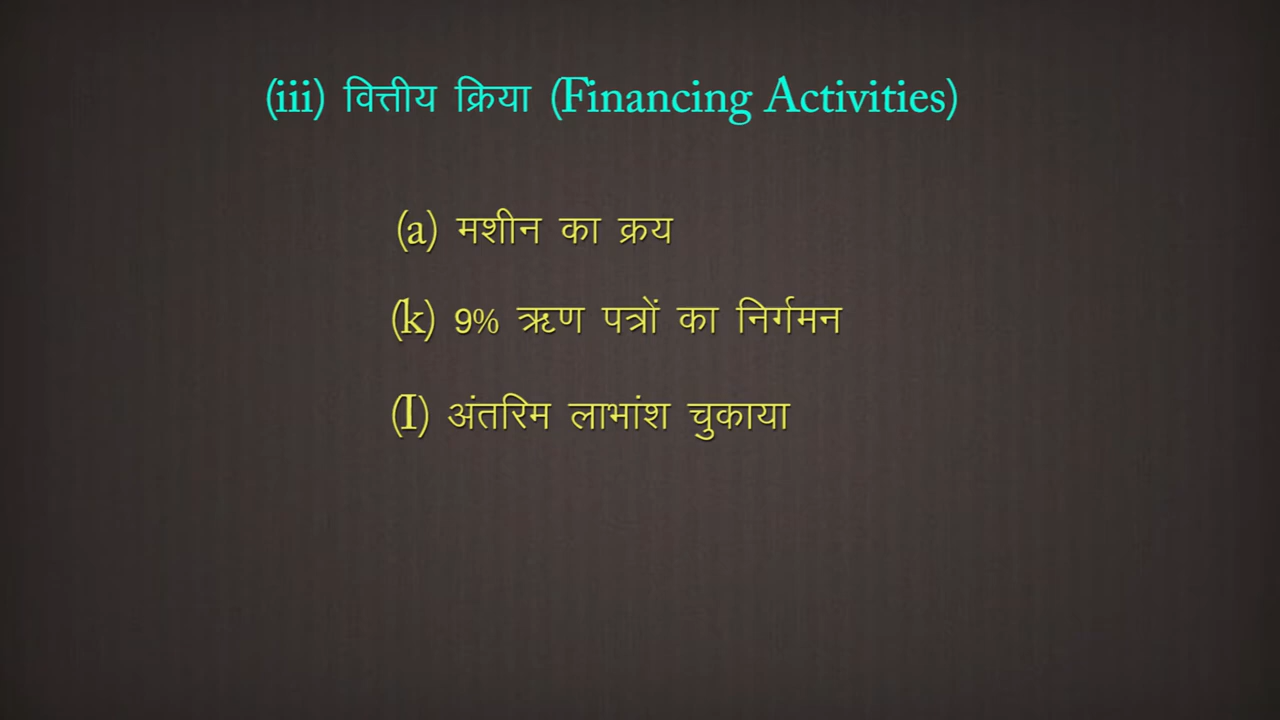 (iii) वित्तीय क्रिया (Financing Activities)
(a) मशीन का क्रय
(k) 9% ऋण पत्रों का निर्गमन
(I) अंतरिम लाभांश चुकाया